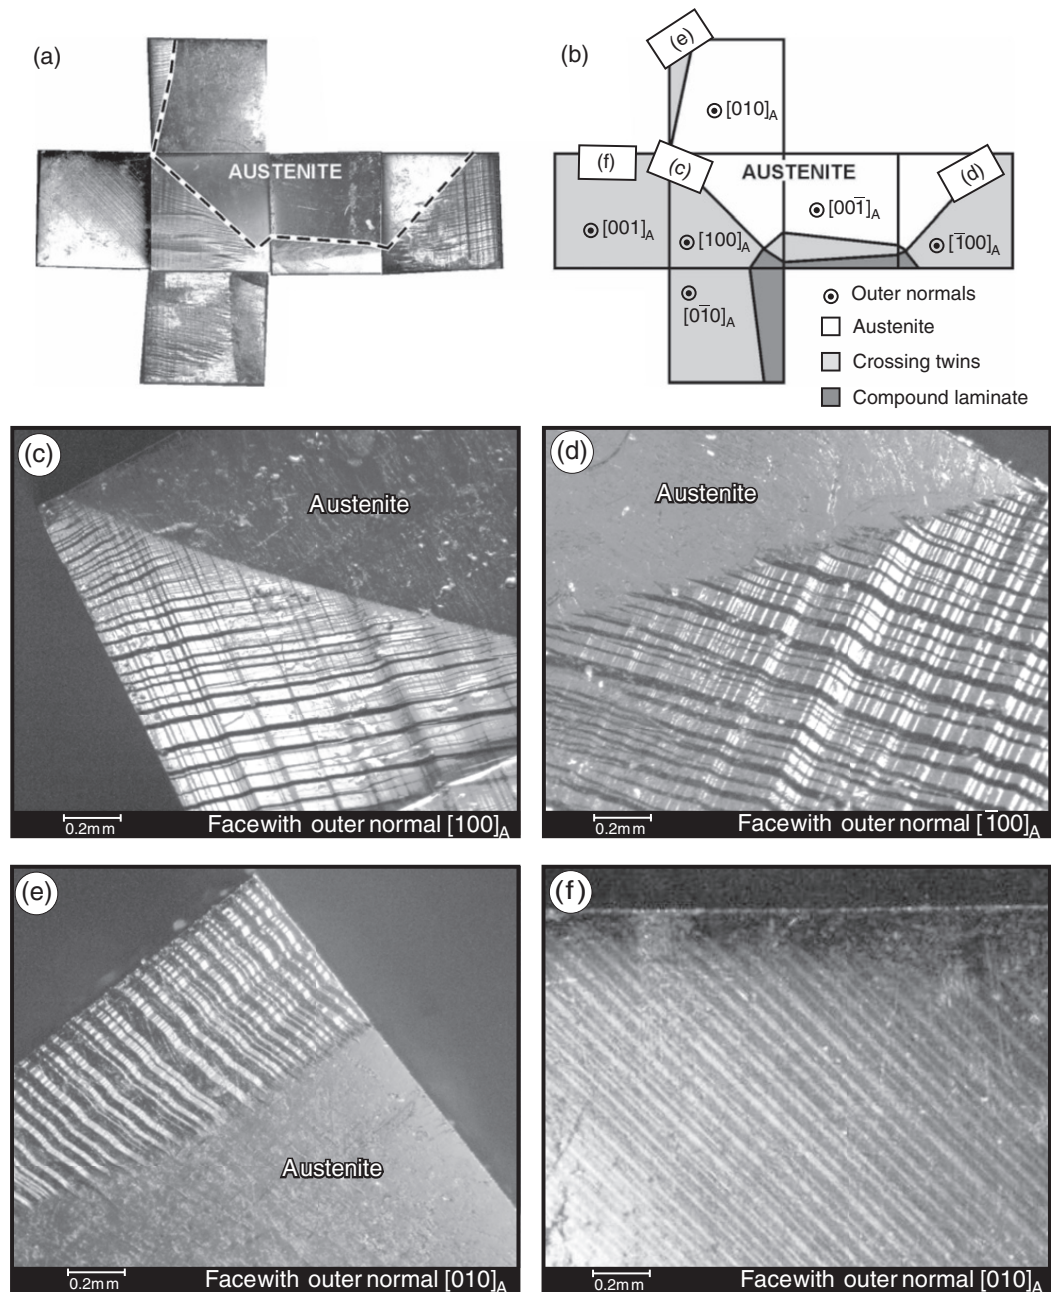 (a)
AUSTENITE
(b)
(e)
[010]A
(f)
(c)
AUSTENITE
(d)
[001̄]A
[001]A
[100]A
[1̄00]A
[01̄0]A
Outer normals
Austenite
Crossing twins
Compound laminate
(c)
Austenite
0.2mm
Facewith outer normal [100]A
(d)
Austenite
0.2mm
Facewith outer normal [1̄00]A
(e)
Austenite
0.2mm
Facewith outer normal [010]A
(f)
0.2mm
Facewith outer normal [010]A